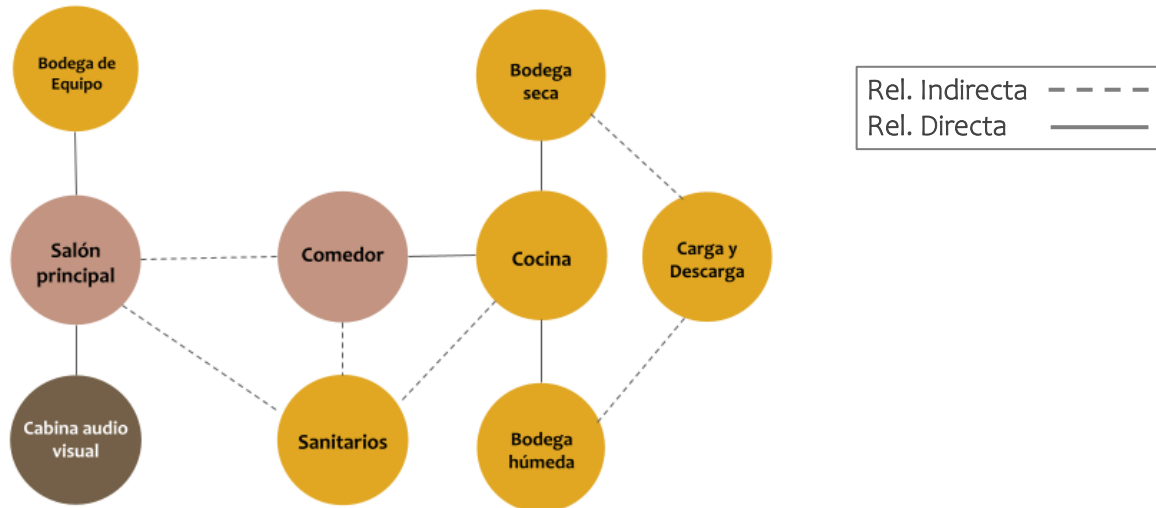 Bodega de
Equipo
Bodega
seca
Rel. Indirecta
Rel. Directa
Salón
principal
Comedor
Cocina
Carga y
Descarga
Cabina audio
visual
Sanitarios
Bodega
húmeda